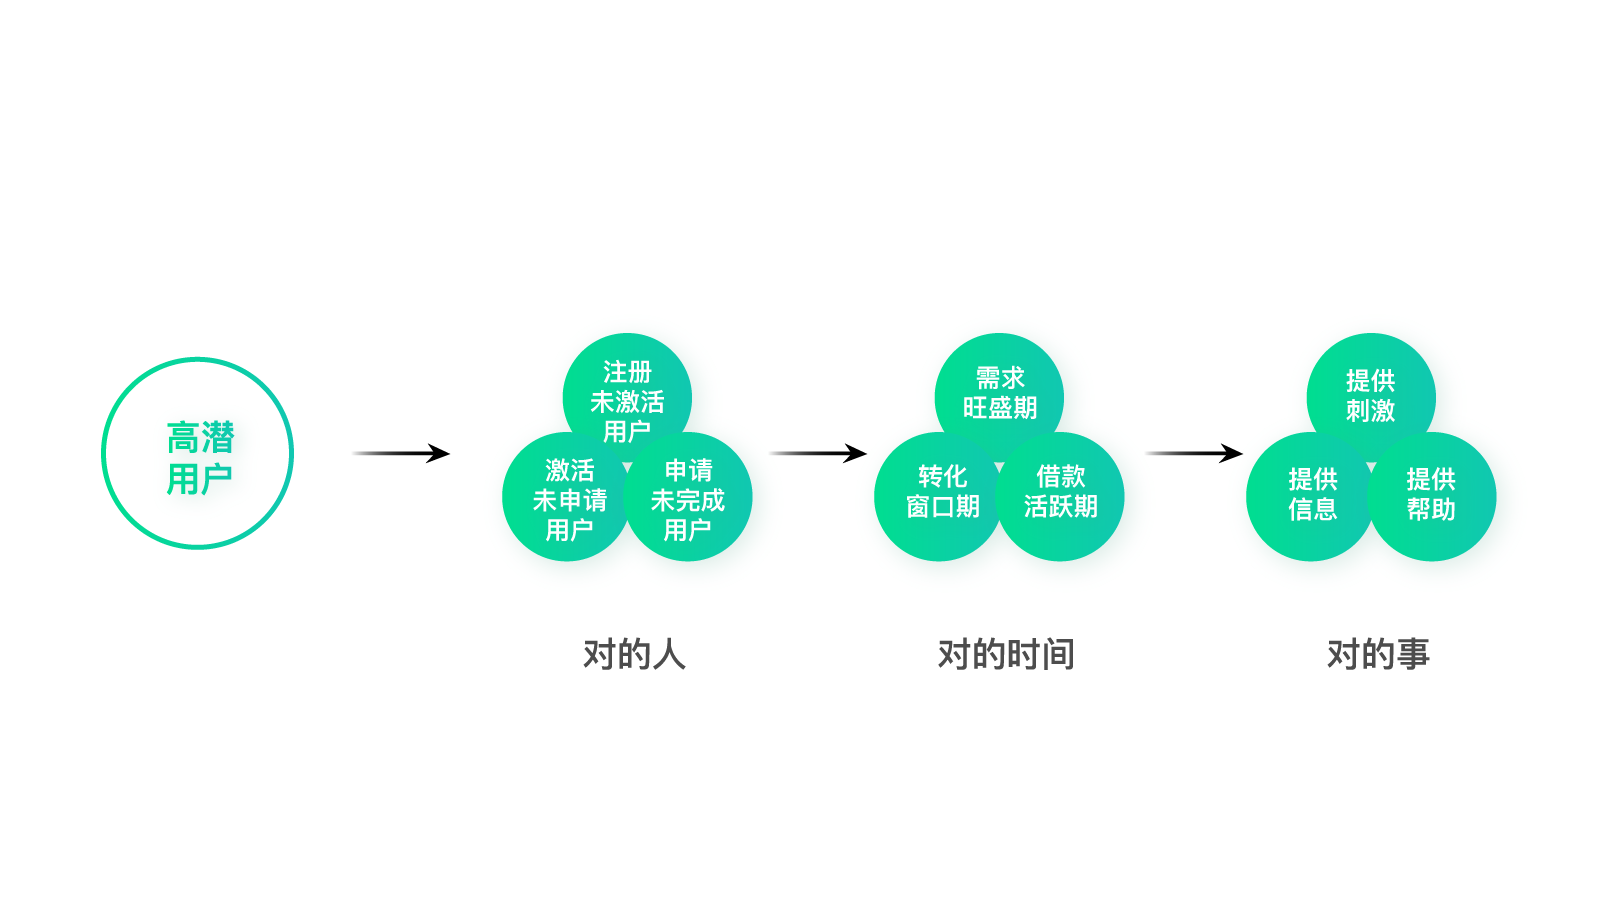 高潜
用户
注册
未激活
用户
激活
未申请
用户
申请
未完成
用户
对的人
需求
旺盛期
转化
窗口期
借款
活跃期
对的时间
提供
刺激
提供
信息
提供
帮助
对的事